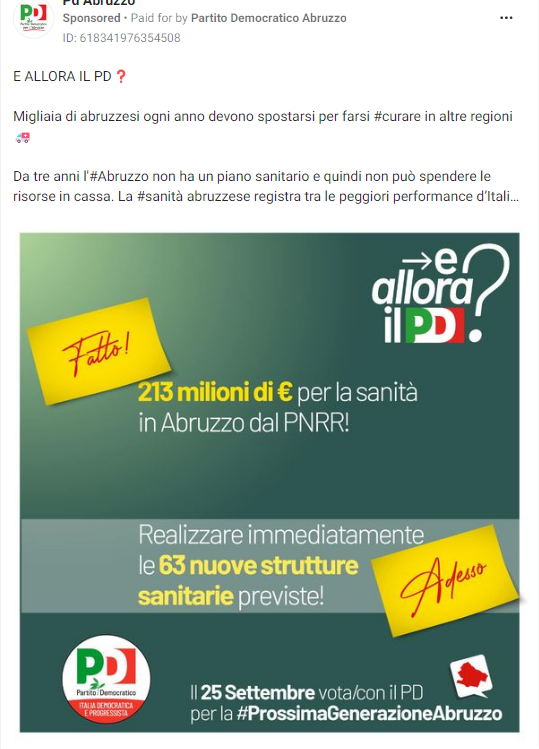 Pd Abruzzo
Sponsored • Paid for by Partito Democratico Abruzzo
ID: 618341976354508
E ALLORA IL PD ❓
Migliaia di abruzzesi ogni anno devono spostarsi per farsi #curare in altre regioni
🚑
Da tre anni l'#Abruzzo non ha un piano sanitario e quindi non può spendere le
risorse in cassa. La #sanità abruzzese registra tra le peggiori performance d'Itali...
→e
allora
il PD?
Fatto!
213 milioni di € per la sanità
in Abruzzo dal PNRR!
Realizzare immediatamente
le 63 nuove strutture
sanitarie previste!
Adesso
PD
Partito Democratico
ITALIA DEMOCRATICA
E PROGRESSISTA
Il 25 Settembre vota/con il PD
per la #ProssimaGenerazioneAbruzzo